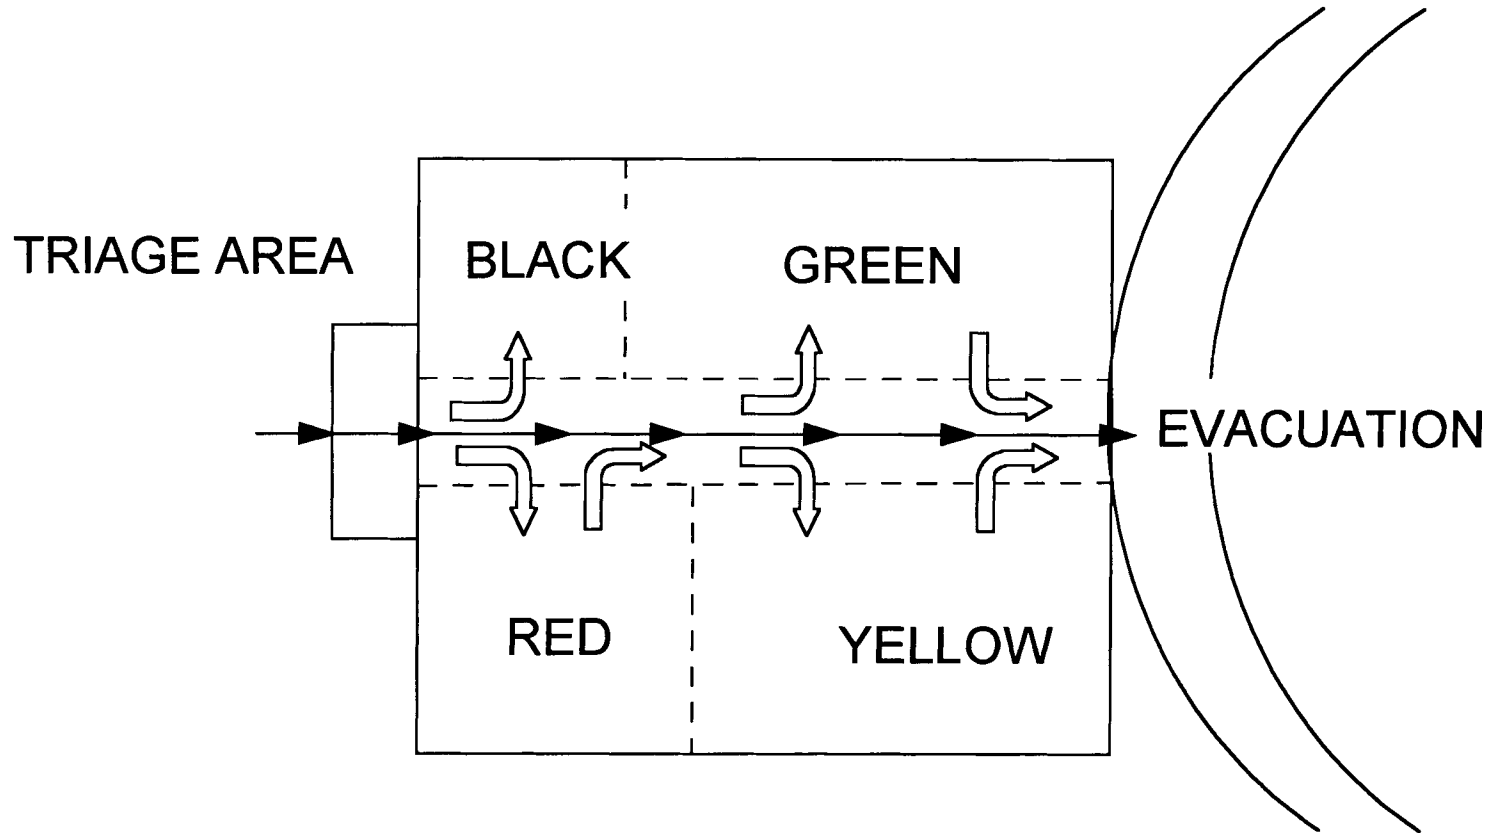 TRIAGE AREA
BLACK
GREEN
EVACUATION
RED
YELLOW